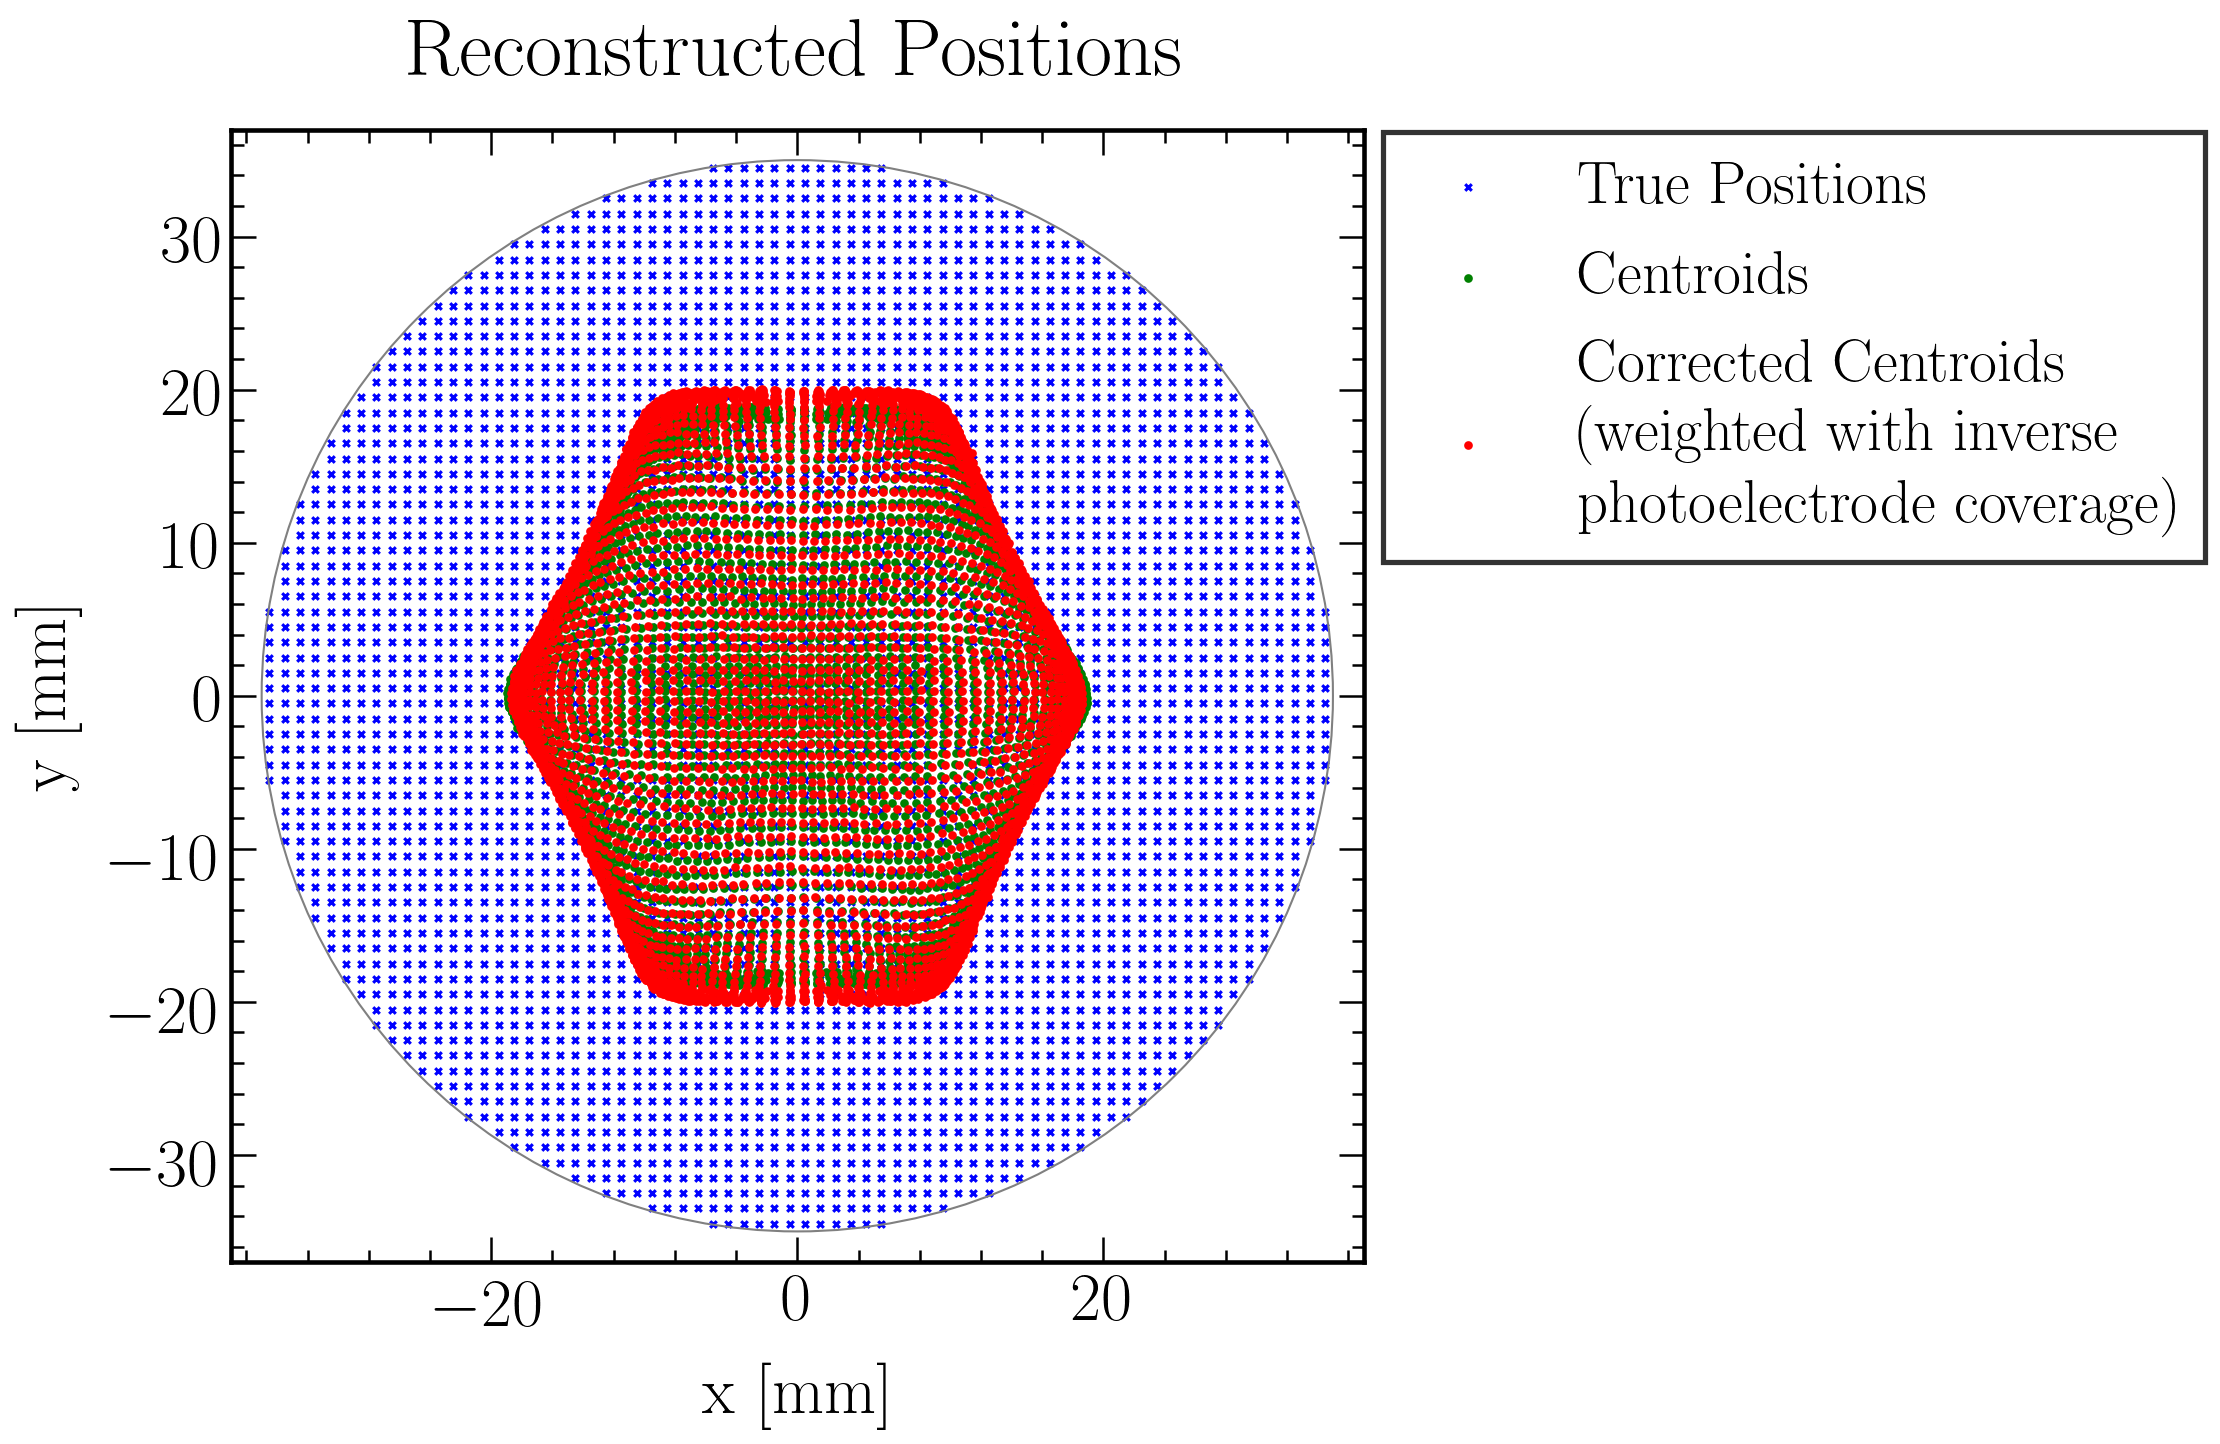 Reconstructed Positions
True Positions
Centroids
Corrected Centroids
(weighted with inverse
photoelectrode coverage)
y [mm]
30
20
10
0
−10
−20
−30
−20 0 20
x [mm]